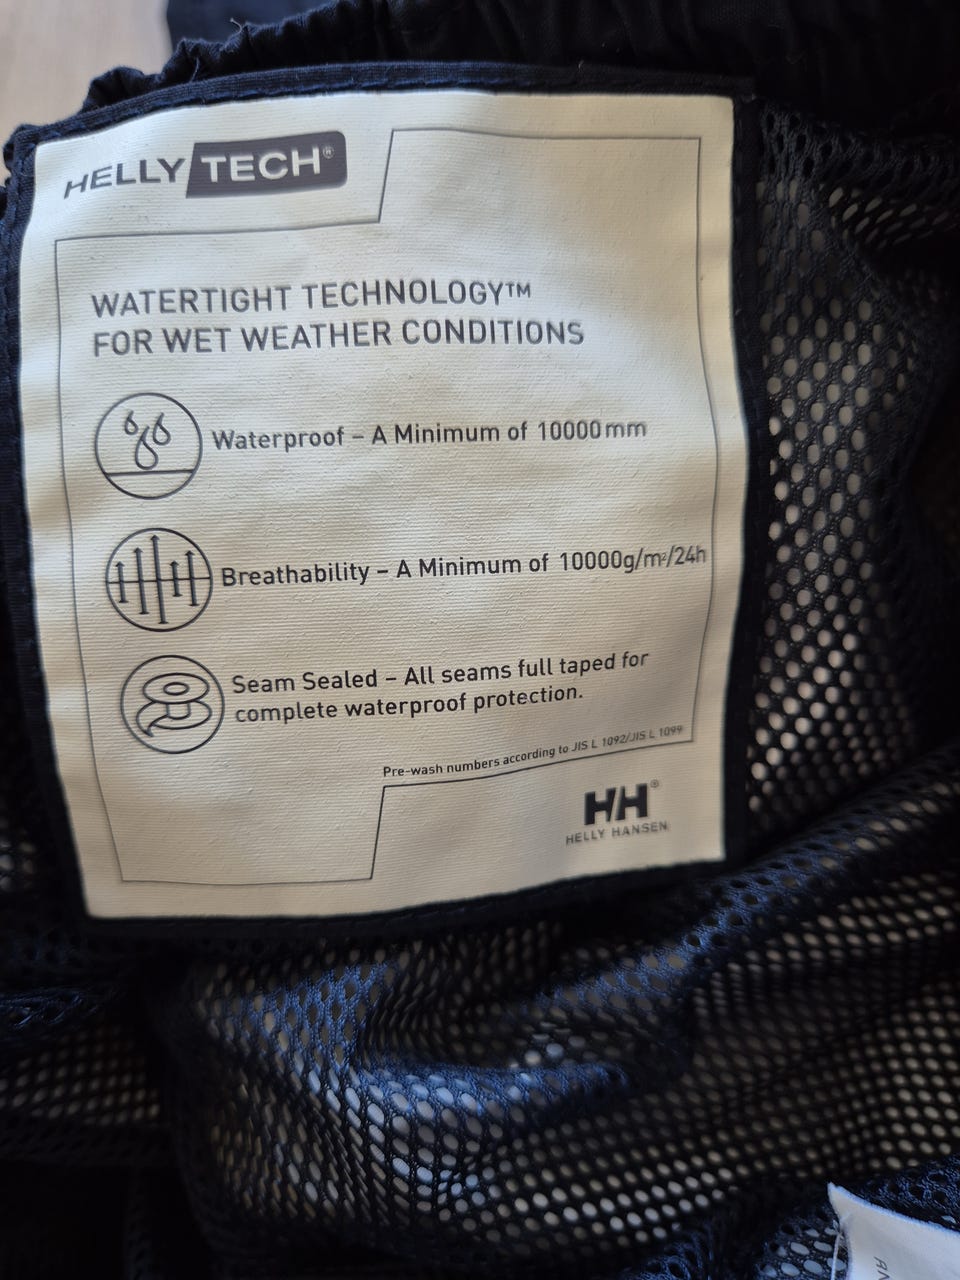 HELLY TECH®
WATERTIGHT TECHNOLOGY™
FOR WET WEATHER CONDITIONS
Waterproof – A Minimum of 10000mm
Breathability – A Minimum of 10000g/m²/24h
Seam Sealed – All seams full taped for
complete waterproof protection.
Pre-wash numbers according to JIS L 1092/JIS L 1099
HH®
HELLY HANSEN